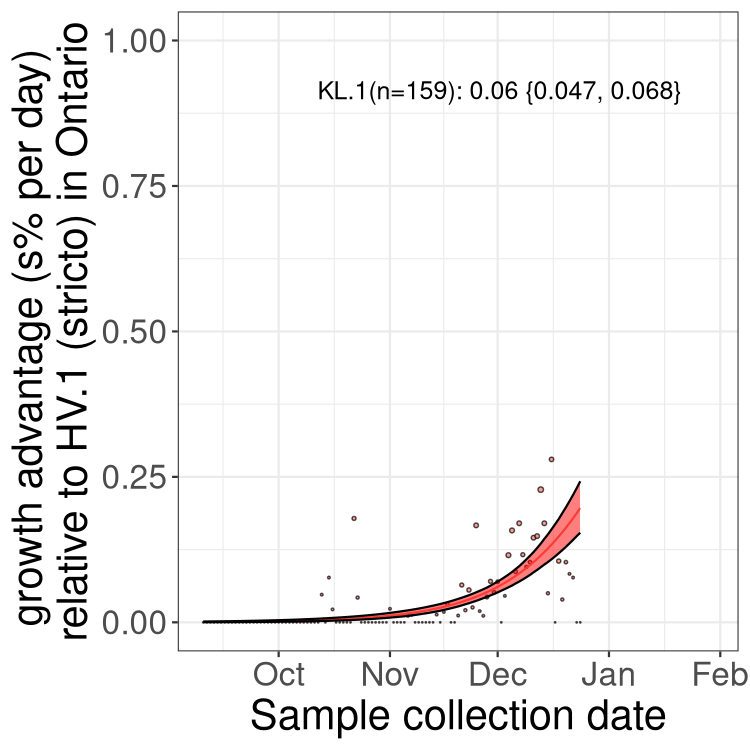 growth advantage (s% per day)
relative to HV.1 (stricto) in Ontario
1.00
0.75
0.50
0.25
0.00
KL.1(n=159): 0.06 {0.047, 0.068}
Oct
Nov
Dec
Jan
Feb
Sample collection date